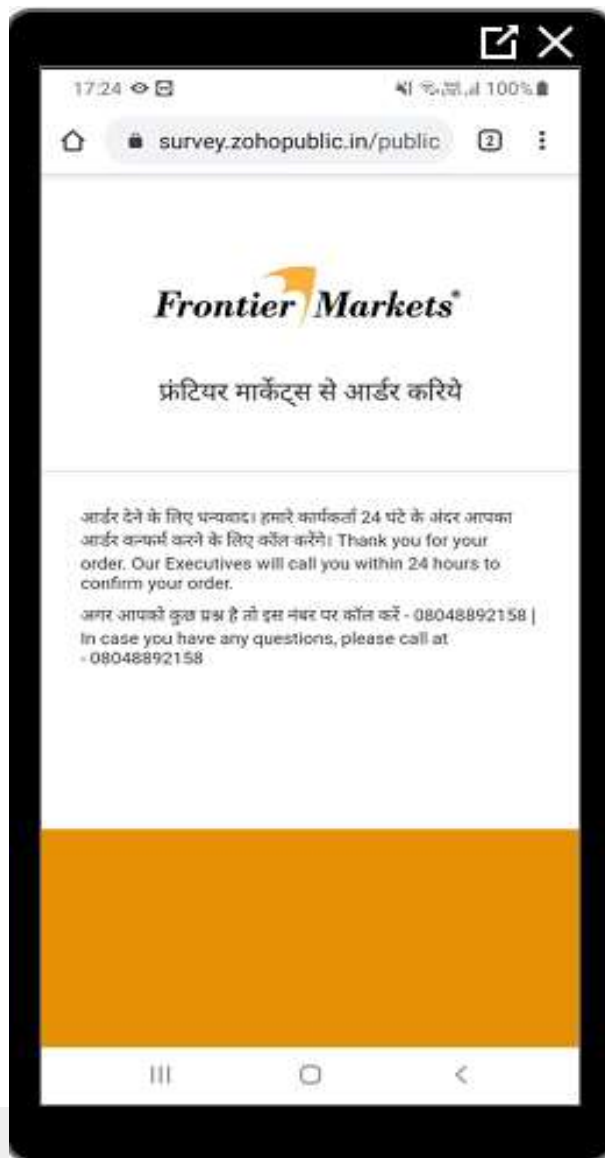 17:24
100%
survey.zohopublic.in/public
2
Frontier Markets®
फ्रंटियर मार्केट्स से आर्डर करिये
आर्डर देने के लिए धन्यवाद। हमारे कार्यकर्ता 24 घंटे के अंदर आपका
आर्डर कन्फर्म करने के लिए कॉल करेंगे। Thank you for your
order. Our Executives will call you within 24 hours to
confirm your order.
अगर आपको कुछ प्रश्न है तो इस नंबर पर कॉल करें - 08048892158 |
In case you have any questions, please call at
- 08048892158